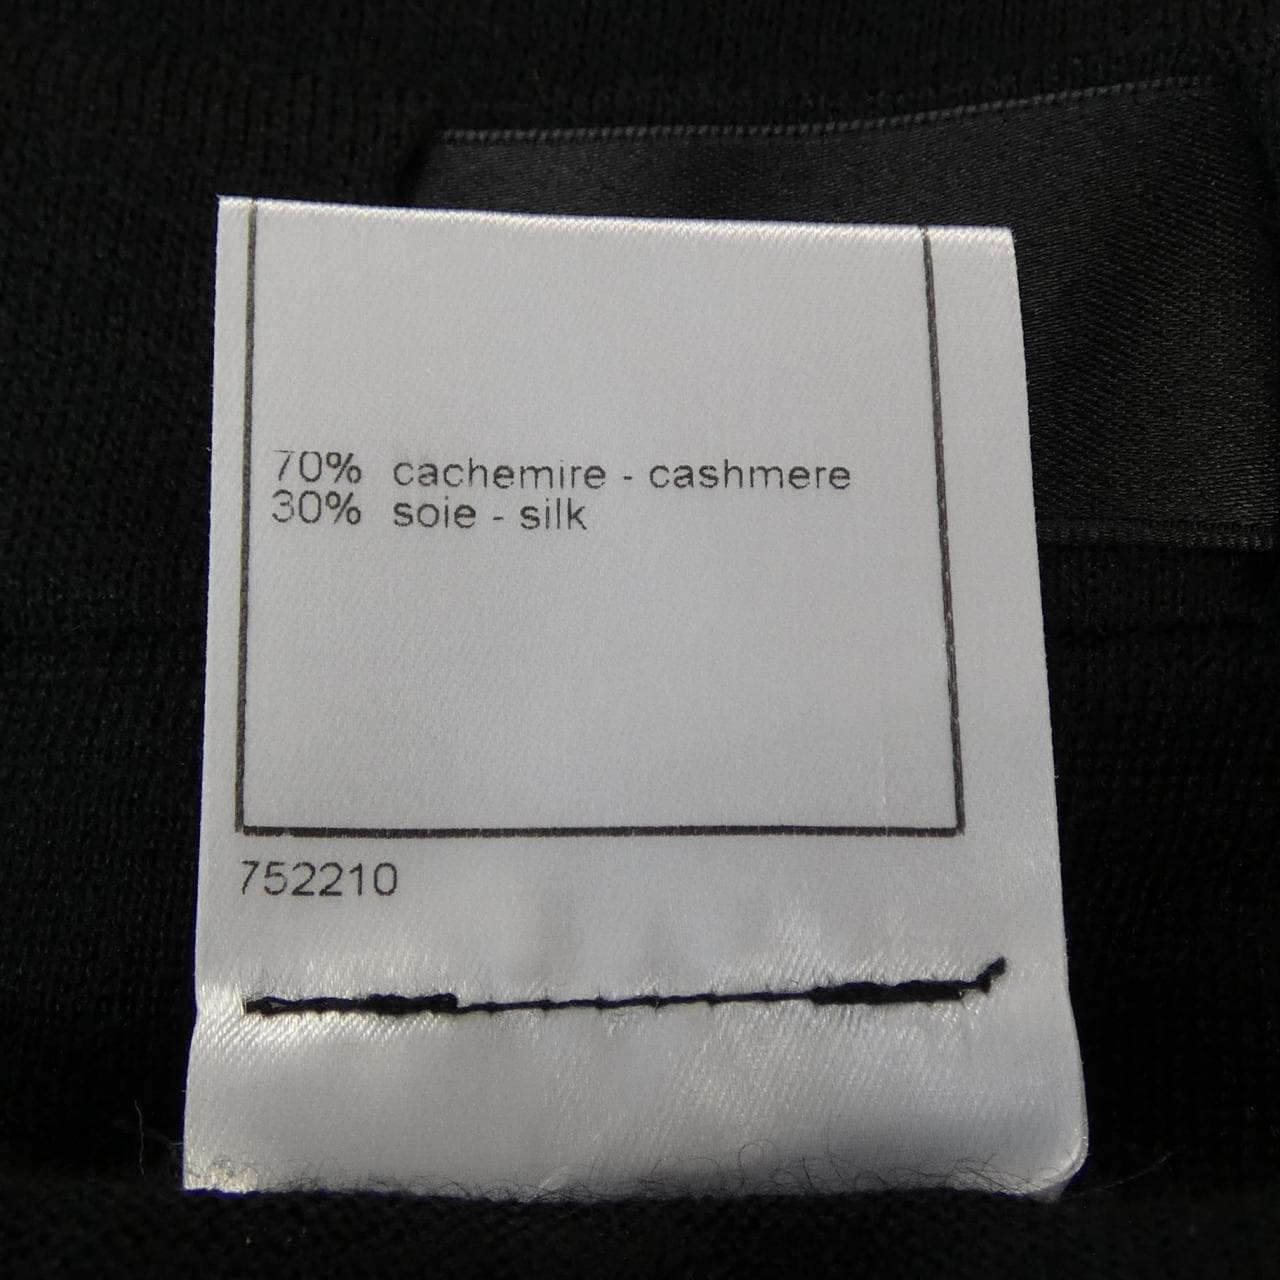 70% cachemire - cashmere
30% soie - silk
752210